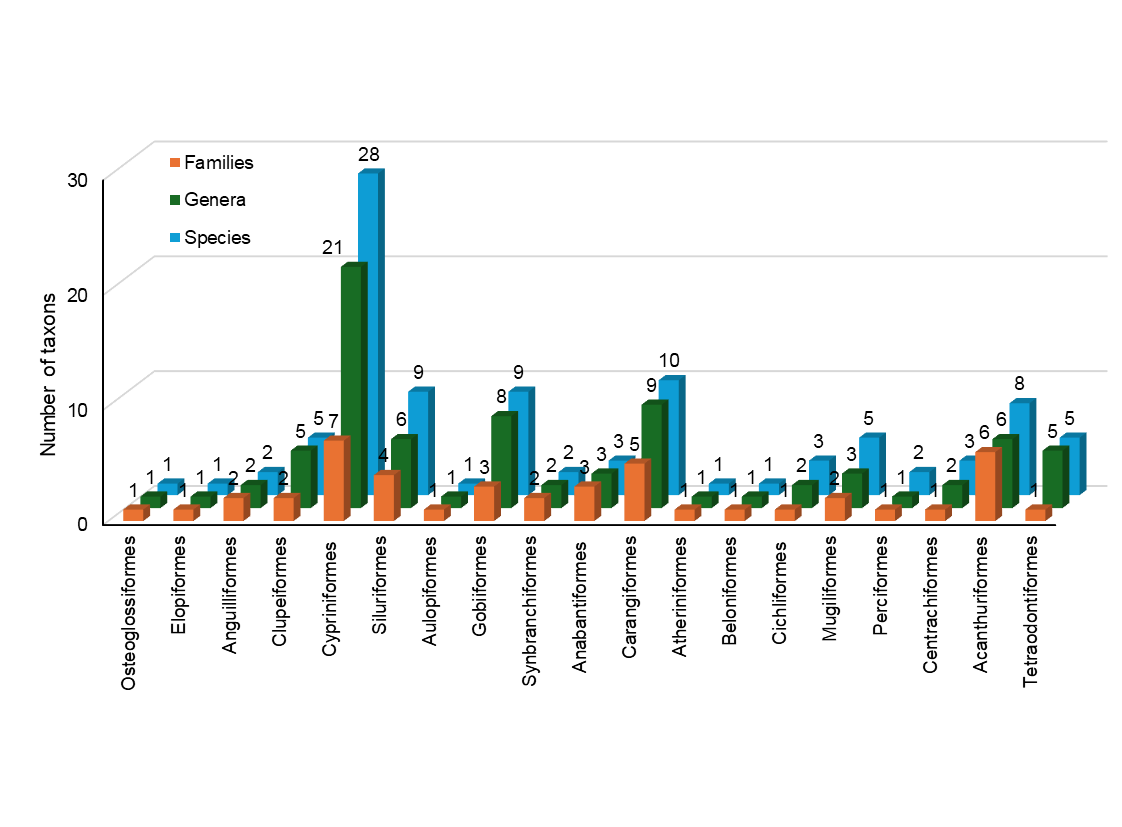 Families
Genera
Species
Number of taxons
30
20
10
0
1 1 1
1 1 1
2 2 2
2 5 5
7 21 28
4 6 9
1 1 1
3 8 9
2 2 2
3 3 3
5 9 10
1 1 1
1 1 1
1 2 3
2 3 5
1 1 2
1 2 3
6 6 8
1 5 5
Osteoglossiformes
Elopiformes
Anguilliformes
Clupeiformes
Cypriniformes
Siluriformes
Aulopiformes
Gobiiformes
Synbranchiformes
Anabantiformes
Carangiformes
Atheriniformes
Beloniformes
Cichliformes
Mugiliformes
Perciformes
Centrachiformes
Acanthuriformes
Tetraodontiformes